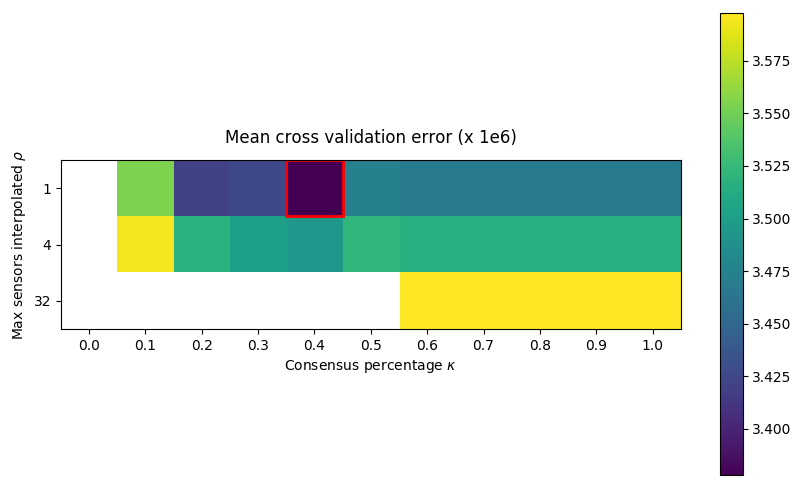 Mean cross validation error (x 1e6)
Max sensors interpolated ρ
1
4
32
0.0 0.1 0.2 0.3 0.4 0.5 0.6 0.7 0.8 0.9 1.0
Consensus percentage κ
3.575
3.550
3.525
3.500
3.475
3.450
3.425
3.400